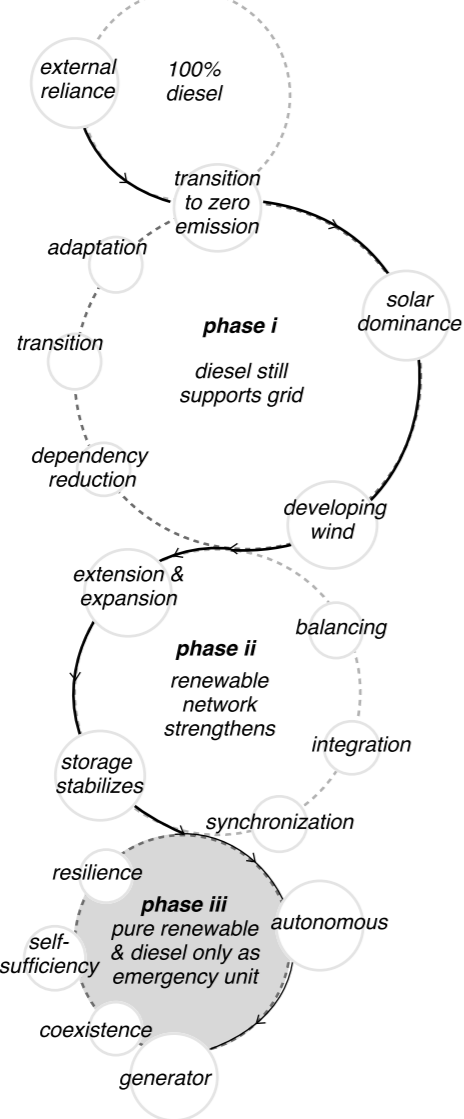 external
reliance
100%
diesel
transition
to zero
emission
adaptation
solar
dominance
phase i
transition
diesel still
supports grid
dependency
reduction
developing
wind
extension &
expansion
balancing
phase ii
renewable
network
strengthens
integration
storage
stabilizes
synchronization
resilience
phase iii
pure renewable
& diesel only as
emergency unit
autonomous
self-
sufficiency
coexistence
generator